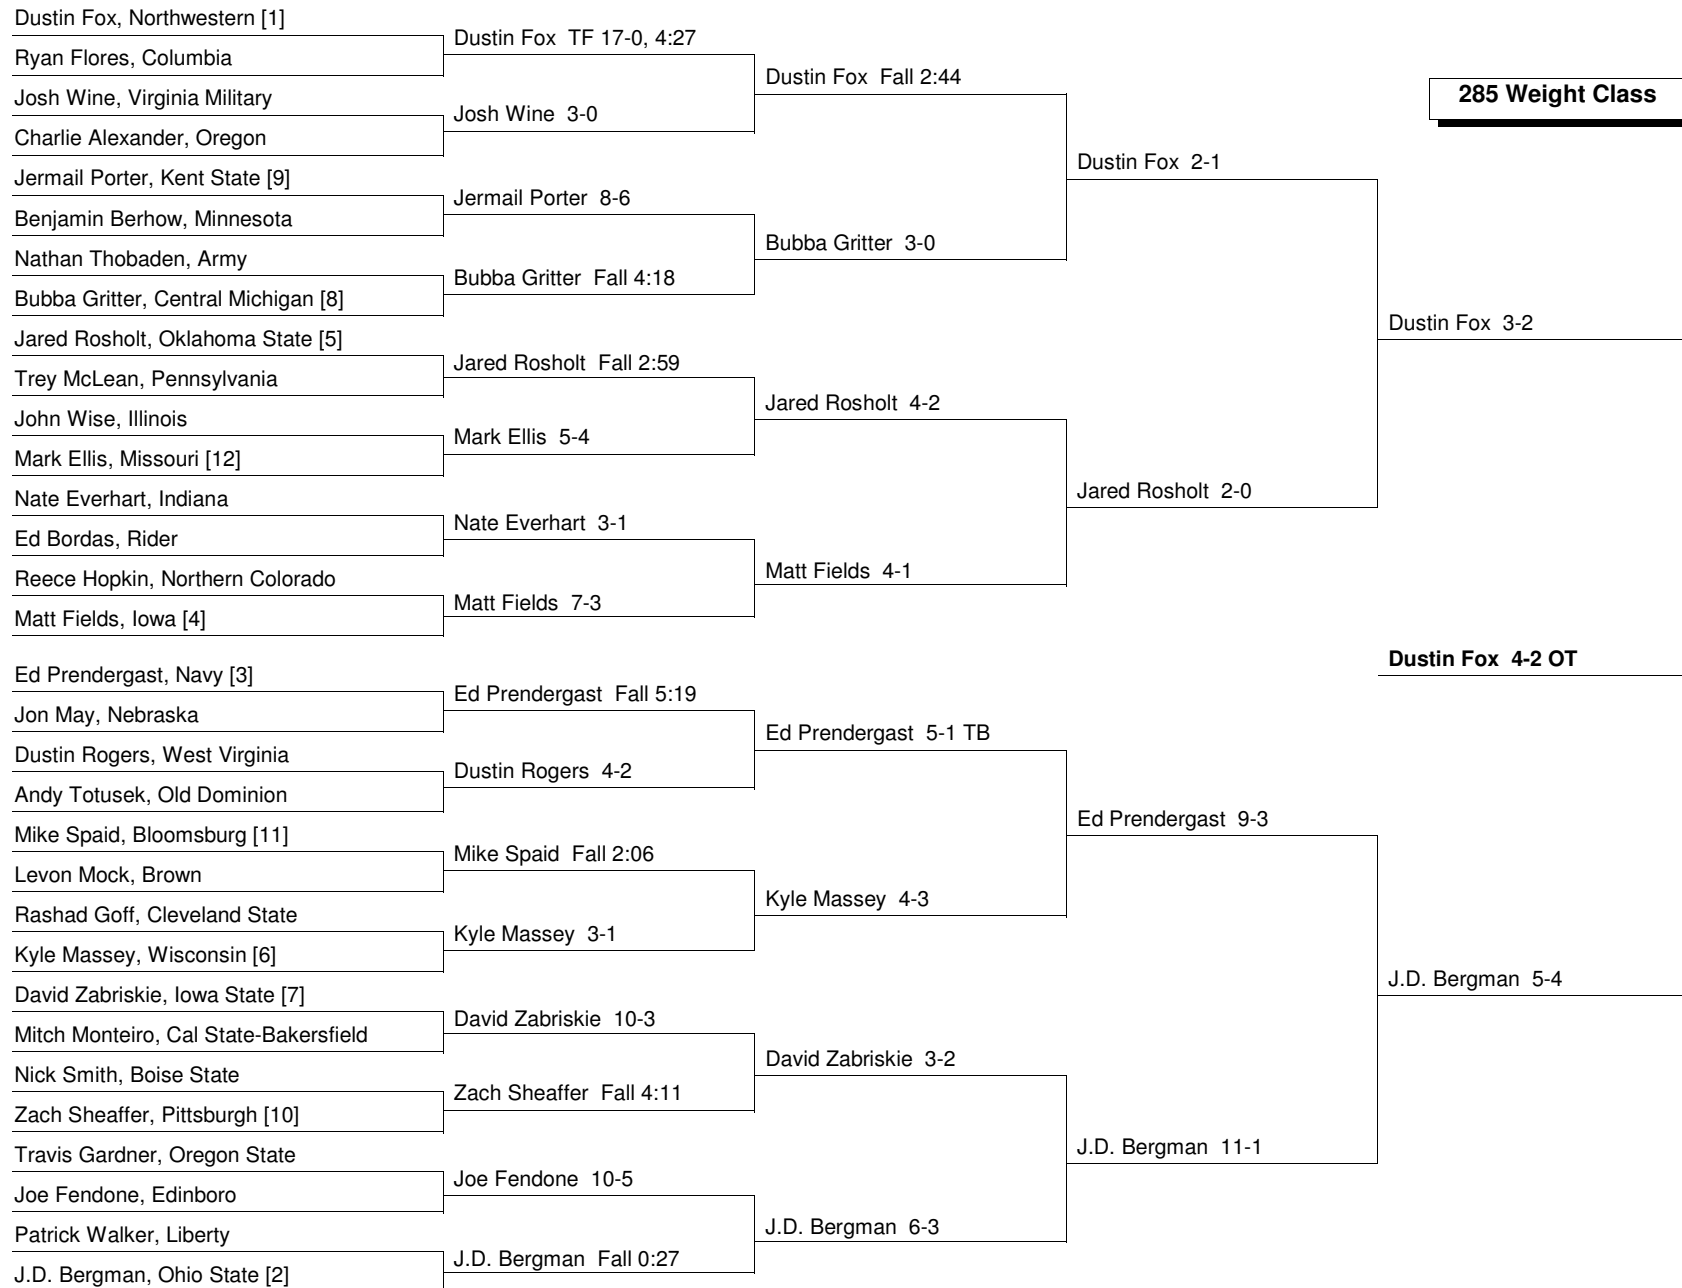 Dustin Fox, Northwestern [1]
Ryan Flores, Columbia
Josh Wine, Virginia Military
Charlie Alexander, Oregon
Jermail Porter, Kent State [9]
Benjamin Berhow, Minnesota
Nathan Thobaden, Army
Bubba Gritter, Central Michigan [8]
Jared Rosholt, Oklahoma State [5]
Trey McLean, Pennsylvania
John Wise, Illinois
Mark Ellis, Missouri [12]
Nate Everhart, Indiana
Ed Bordas, Rider
Reece Hopkin, Northern Colorado
Matt Fields, Iowa [4]
Ed Prendergast, Navy [3]
Jon May, Nebraska
Dustin Rogers, West Virginia
Andy Totusek, Old Dominion
Mike Spaid, Bloomsburg [11]
Levon Mock, Brown
Rashad Goff, Cleveland State
Kyle Massey, Wisconsin [6]
David Zabriskie, Iowa State [7]
Mitch Monteiro, Cal State-Bakersfield
Nick Smith, Boise State
Zach Sheaffer, Pittsburgh [10]
Travis Gardner, Oregon State
Joe Fendone, Edinboro
Patrick Walker, Liberty
J.D. Bergman, Ohio State [2]
Dustin Fox TF 17-0, 4:27
Josh Wine 3-0
Jermail Porter 8-6
Bubba Gritter Fall 4:18
Jared Rosholt Fall 2:59
Mark Ellis 5-4
Nate Everhart 3-1
Matt Fields 7-3
Ed Prendergast Fall 5:19
Dustin Rogers 4-2
Mike Spaid Fall 2:06
Kyle Massey 3-1
David Zabriskie 10-3
Zach Sheaffer Fall 4:11
Joe Fendone 10-5
J.D. Bergman Fall 0:27
Dustin Fox Fall 2:44
Bubba Gritter 3-0
Jared Rosholt 4-2
Matt Fields 4-1
Ed Prendergast 5-1 TB
Kyle Massey 4-3
David Zabriskie 3-2
J.D. Bergman 6-3
Dustin Fox 2-1
Jared Rosholt 2-0
Ed Prendergast 9-3
J.D. Bergman 11-1
285 Weight Class
Dustin Fox 3-2
Dustin Fox 4-2 OT
J.D. Bergman 5-4